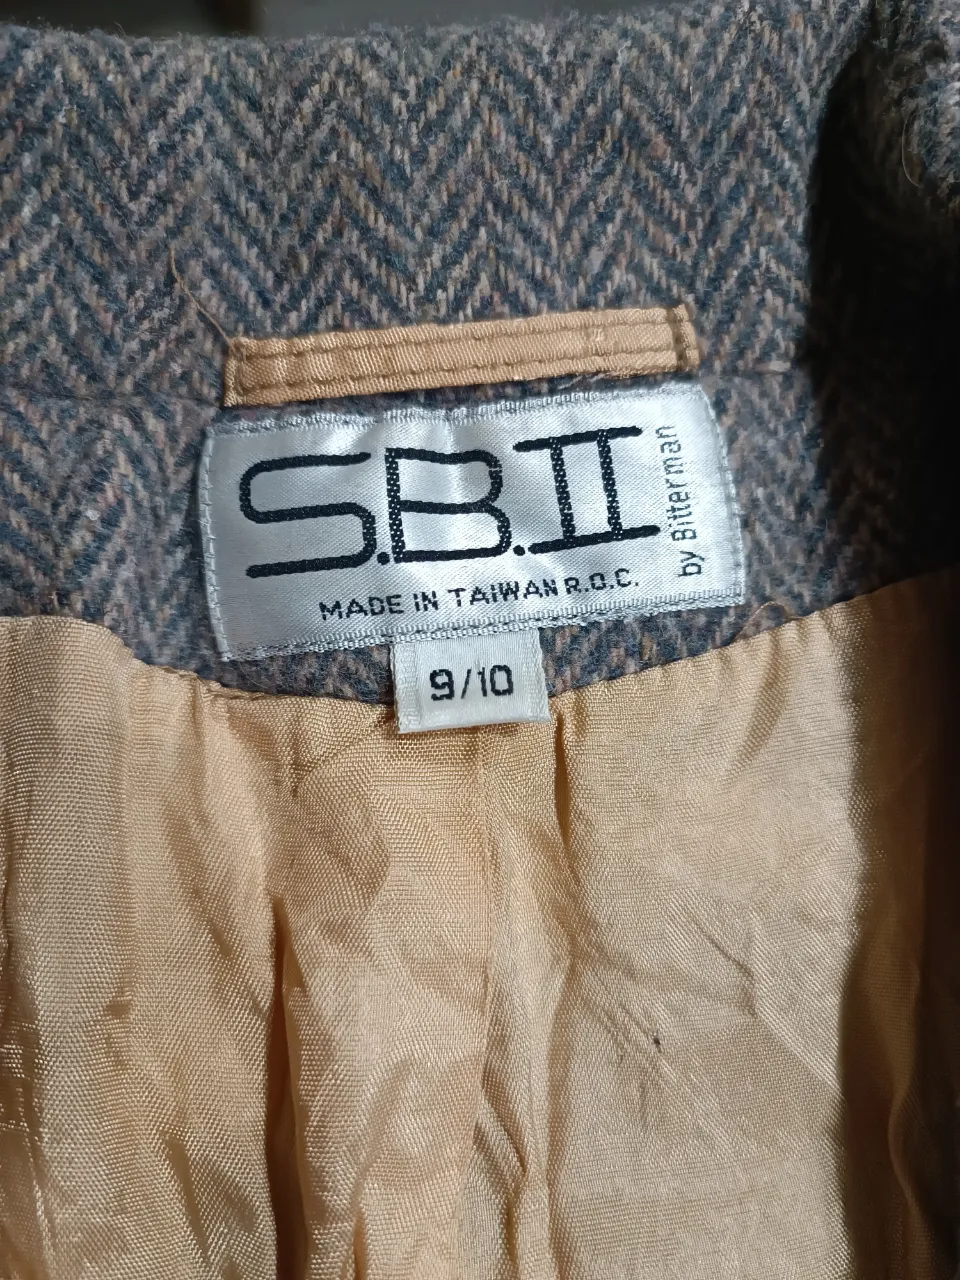 S.B.II
by Bitterman
MADE IN TAIWAN R.O.C.
9/10